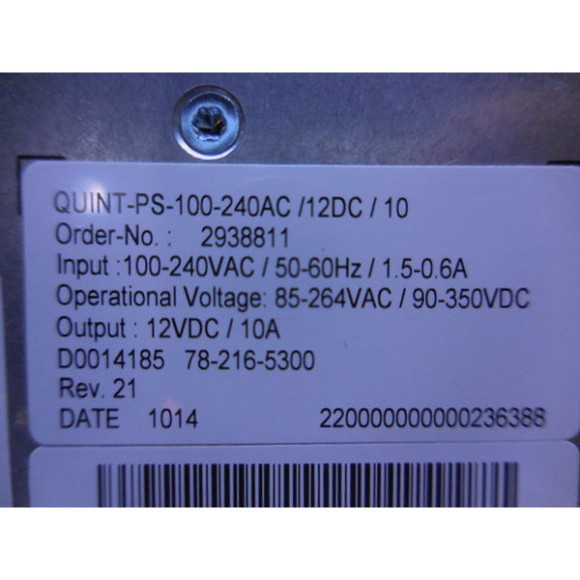 QUINT-PS-100-240AC /12DC / 10
Order-No. : 2938811
Input :100-240VAC / 50-60Hz / 1.5-0.6A
Operational Voltage: 85-264VAC / 90-350VDC
Output : 12VDC / 10A
D0014185 78-216-5300
Rev. 21
DATE 1014 220000000000236388